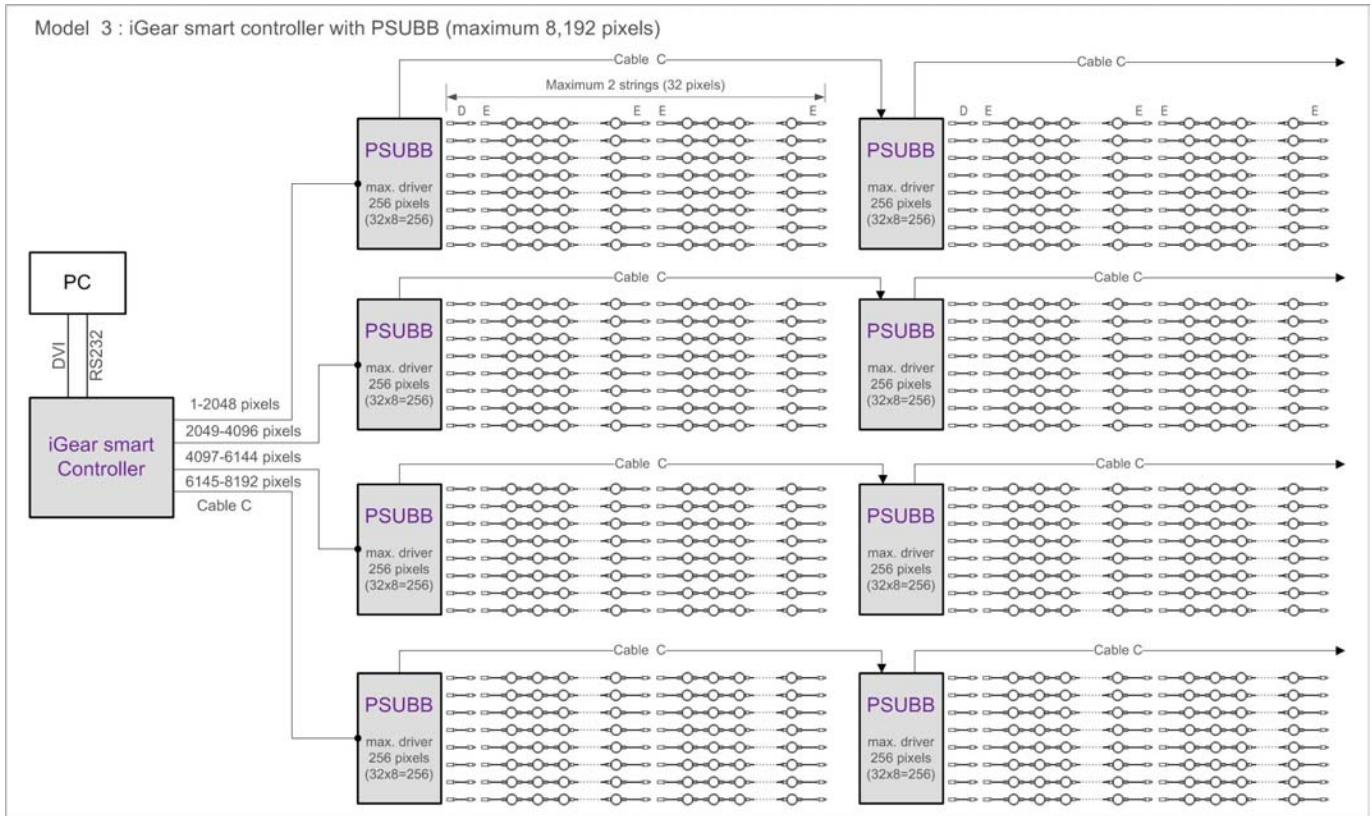 Model 3 : iGear smart controller with PSUBB (maximum 8,192 pixels)
Cable C
Cable C
Maximum 2 strings (32 pixels)
D E E E E
D E E E E
PSUBB
max. driver
256 pixels
(32x8=256)
PSUBB
max. driver
256 pixels
(32x8=256)
PC
DVI
RS232
iGear smart
Controller
1-2048 pixels
2049-4096 pixels
4097-6144 pixels
6145-8192 pixels
Cable C
Cable C
Cable C
PSUBB
max. driver
256 pixels
(32x8=256)
PSUBB
max. driver
256 pixels
(32x8=256)
Cable C
Cable C
PSUBB
max. driver
256 pixels
(32x8=256)
PSUBB
max. driver
256 pixels
(32x8=256)
Cable C
Cable C
PSUBB
max. driver
256 pixels
(32x8=256)
PSUBB
max. driver
256 pixels
(32x8=256)